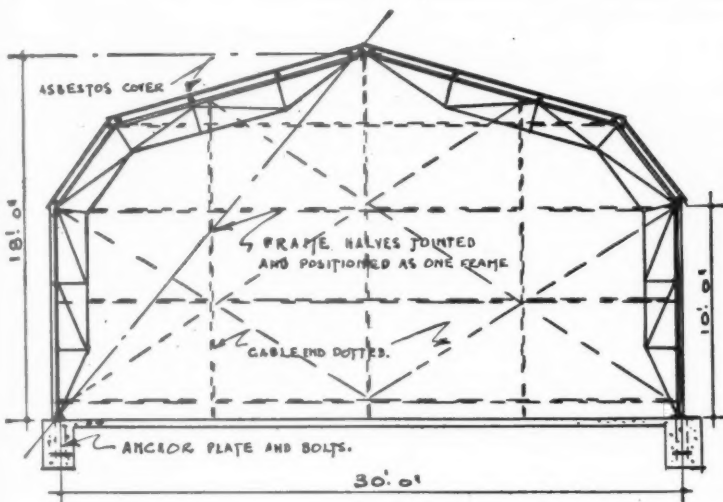 ASBESTOS COVER
18'.0"
FRAME HALVES JOINTED
AND POSITIONED AS ONE FRAME
10'.0"
GABLE END DOTTED.
ANCHOR PLATE AND BOLTS.
30'.0"